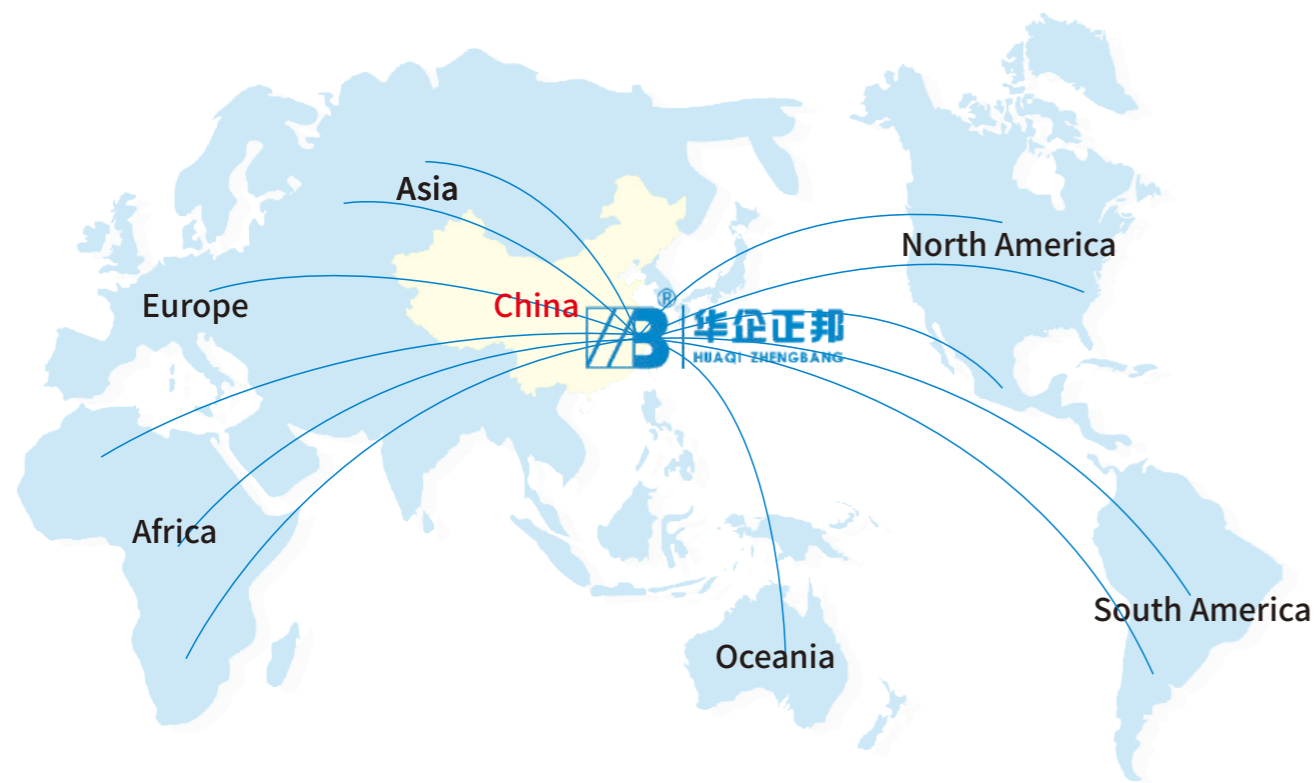 Asia
North America
Europe
China
®
华企正邦
HUAQI ZHENGBANG
Africa
South America
Oceania